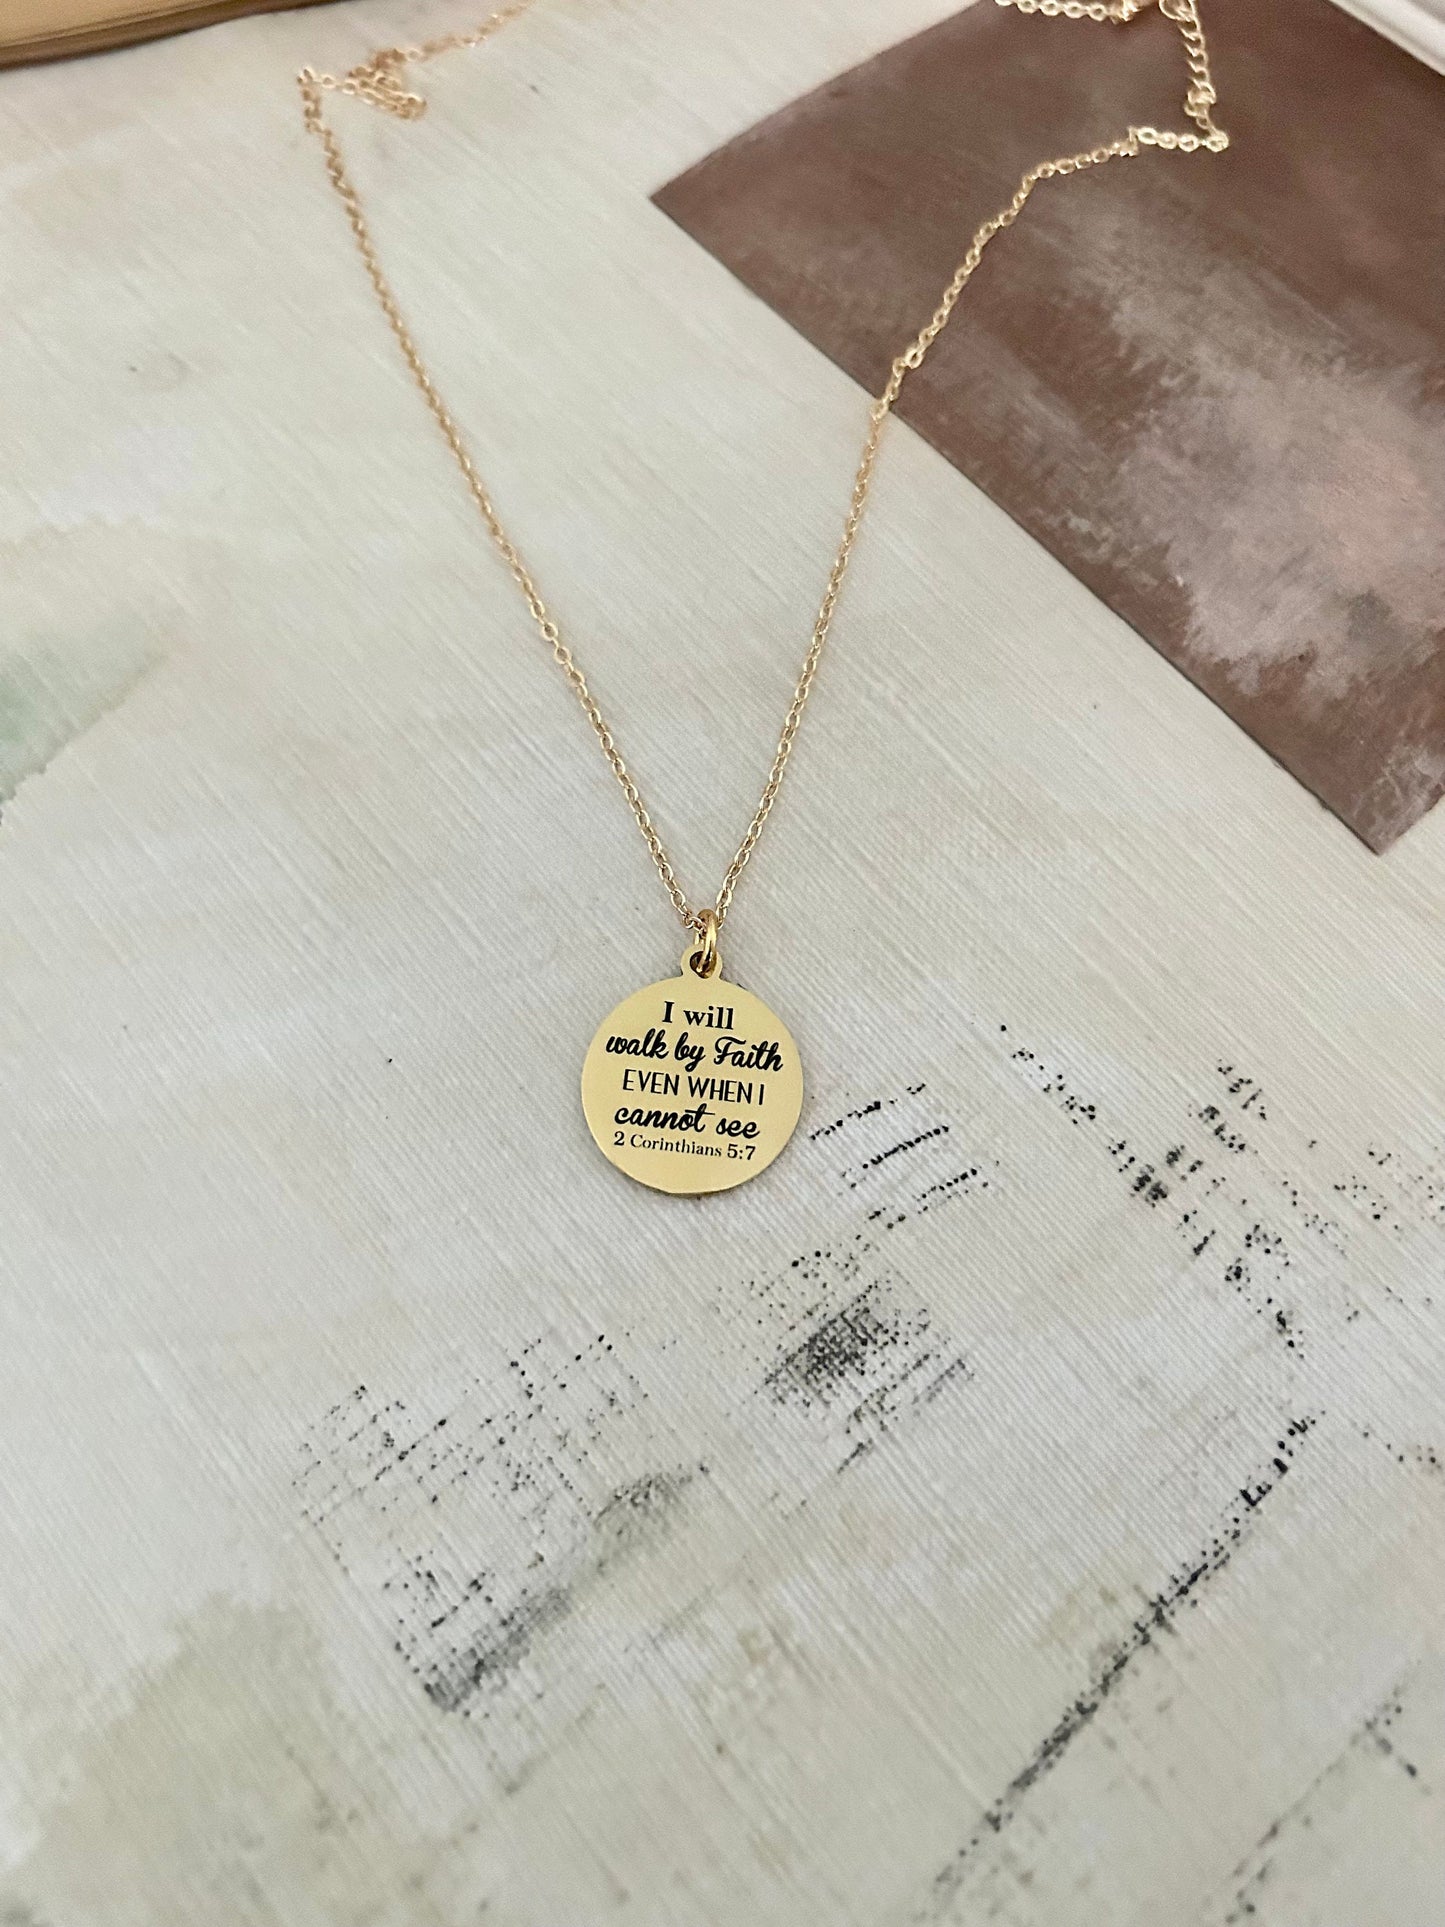 I will
walk by Faith
EVEN WHEN I
cannot see
2 Corinthians 5:7